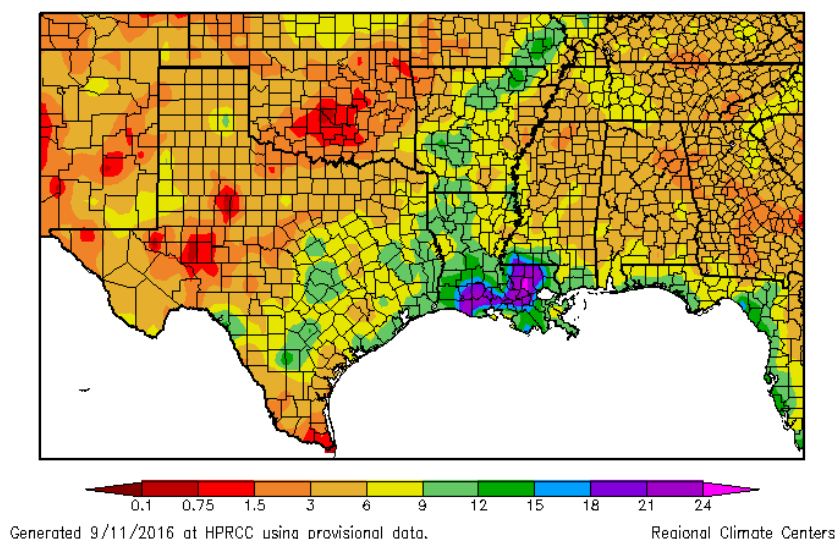 0.1 0.75 1.5 3 6 9 12 15 18 21 24
Generated 9/11/2016 at HPRCC using provisional data. Regional Climate Centers